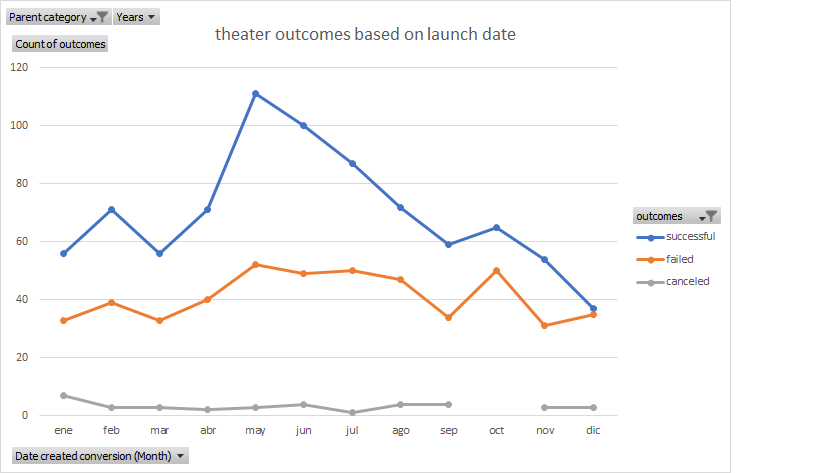 Parent category Years
theater outcomes based on launch date
Count of outcomes
120
100
80
60
40
20
0
ene feb mar abr may jun jul ago sep oct nov dic
outcomes
successful
failed
canceled
Date created conversion (Month)